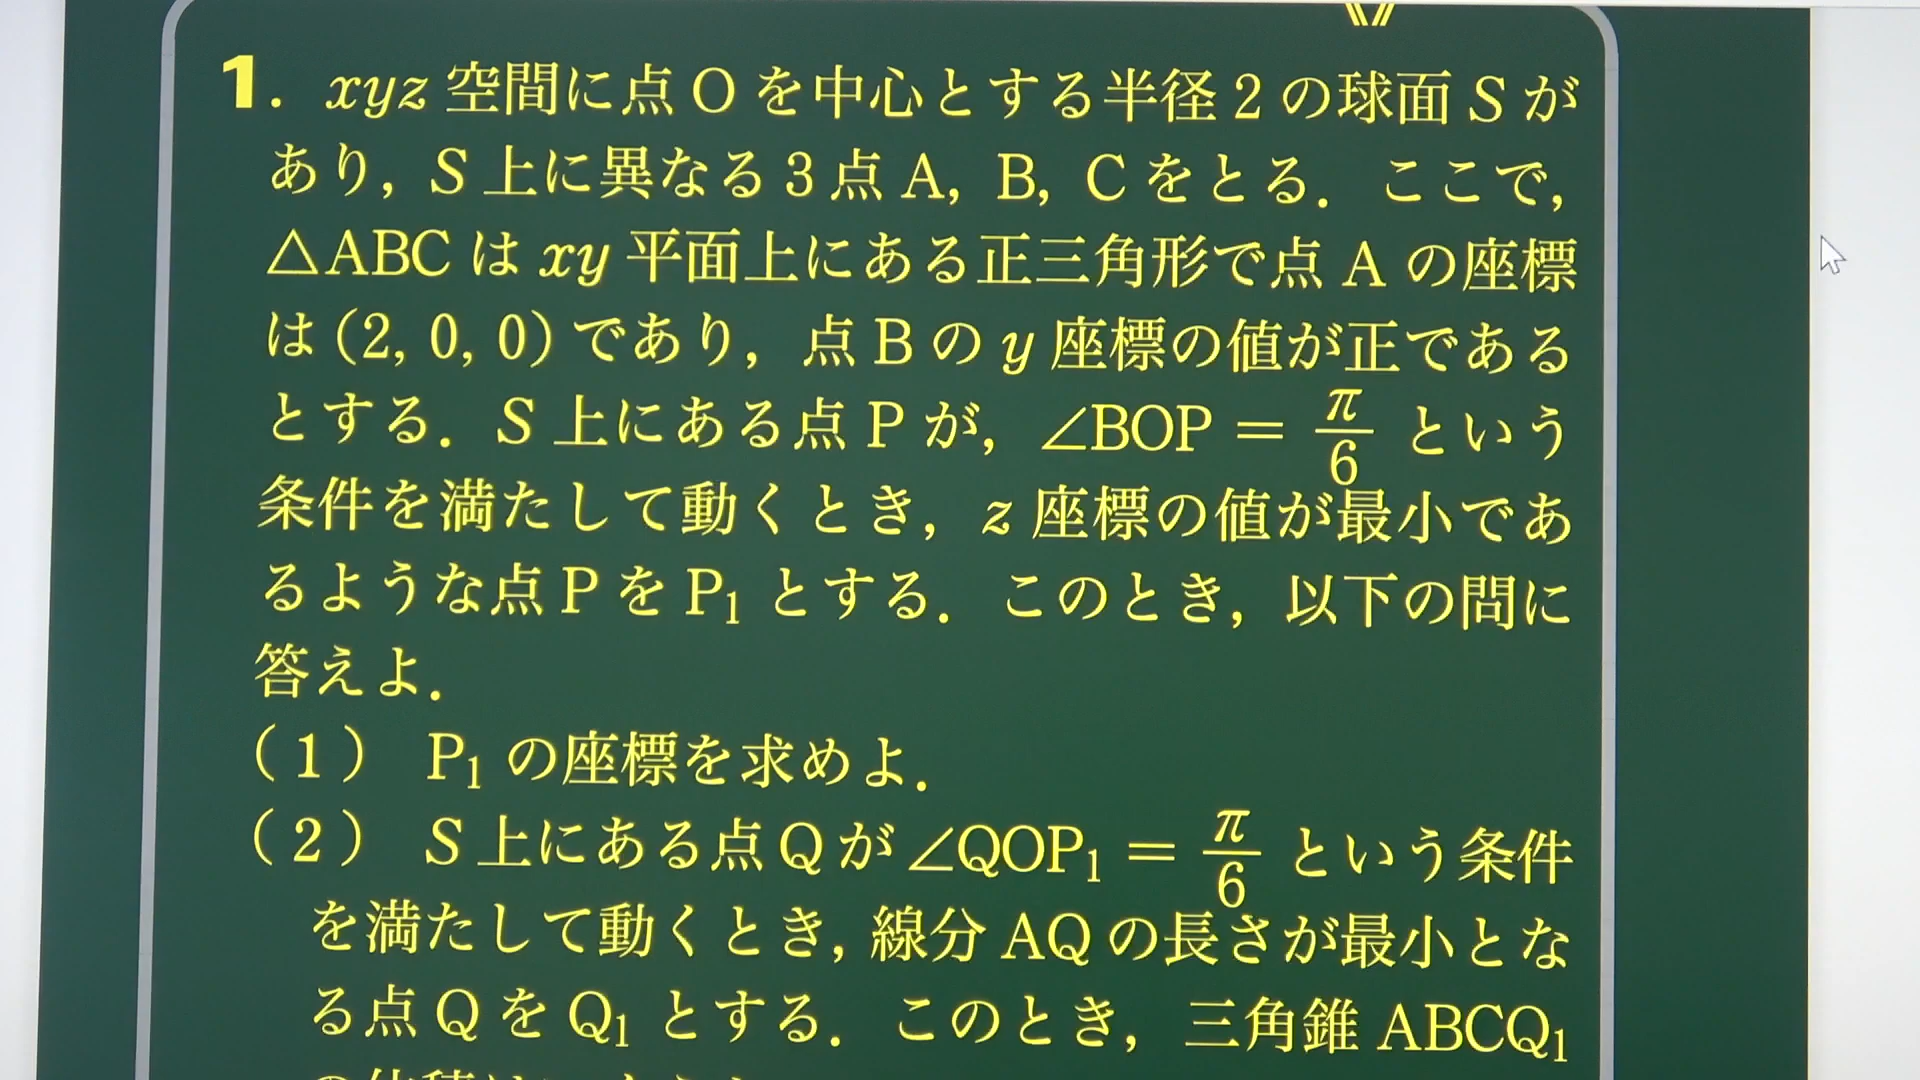 1. xyz 空間に点 O を中心とする半径 2 の球面 S が
あり, S 上に異なる 3 点 A, B, C をとる. ここで,
△ABC は xy 平面上にある正三角形で点 A の座標
は (2, 0, 0) であり, 点 B の y 座標の値が正である
とする. S 上にある点 P が, ∠BOP = π/6 という
条件を満たして動くとき, z 座標の値が最小であ
るような点 P を P₁ とする. このとき, 以下の問に
答えよ.
(1) P₁ の座標を求めよ.
(2) S 上にある点 Q が ∠QOP₁ = π/6 という条件
を満たして動くとき, 線分 AQ の長さが最小とな
る点 Q を Q₁ とする. このとき, 三角錐 ABCQ₁